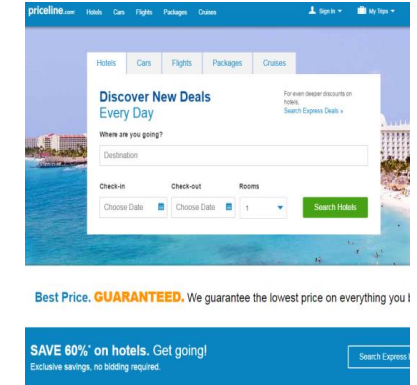 priceline.com Hotels Cars Flights Packages Cruises Sign In My Trips
Hotels Cars Flights Packages Cruises
Discover New Deals
Every Day
For even deeper discounts on
hotels,
Search Express Deals »
Where are you going?
Destination
Check-in Check-out Rooms
Choose Date Choose Date 1 Search Hotels
Best Price. GUARANTEED. We guarantee the lowest price on everything you b
SAVE 60%* on hotels. Get going!
Exclusive savings, no bidding required.
Search Express